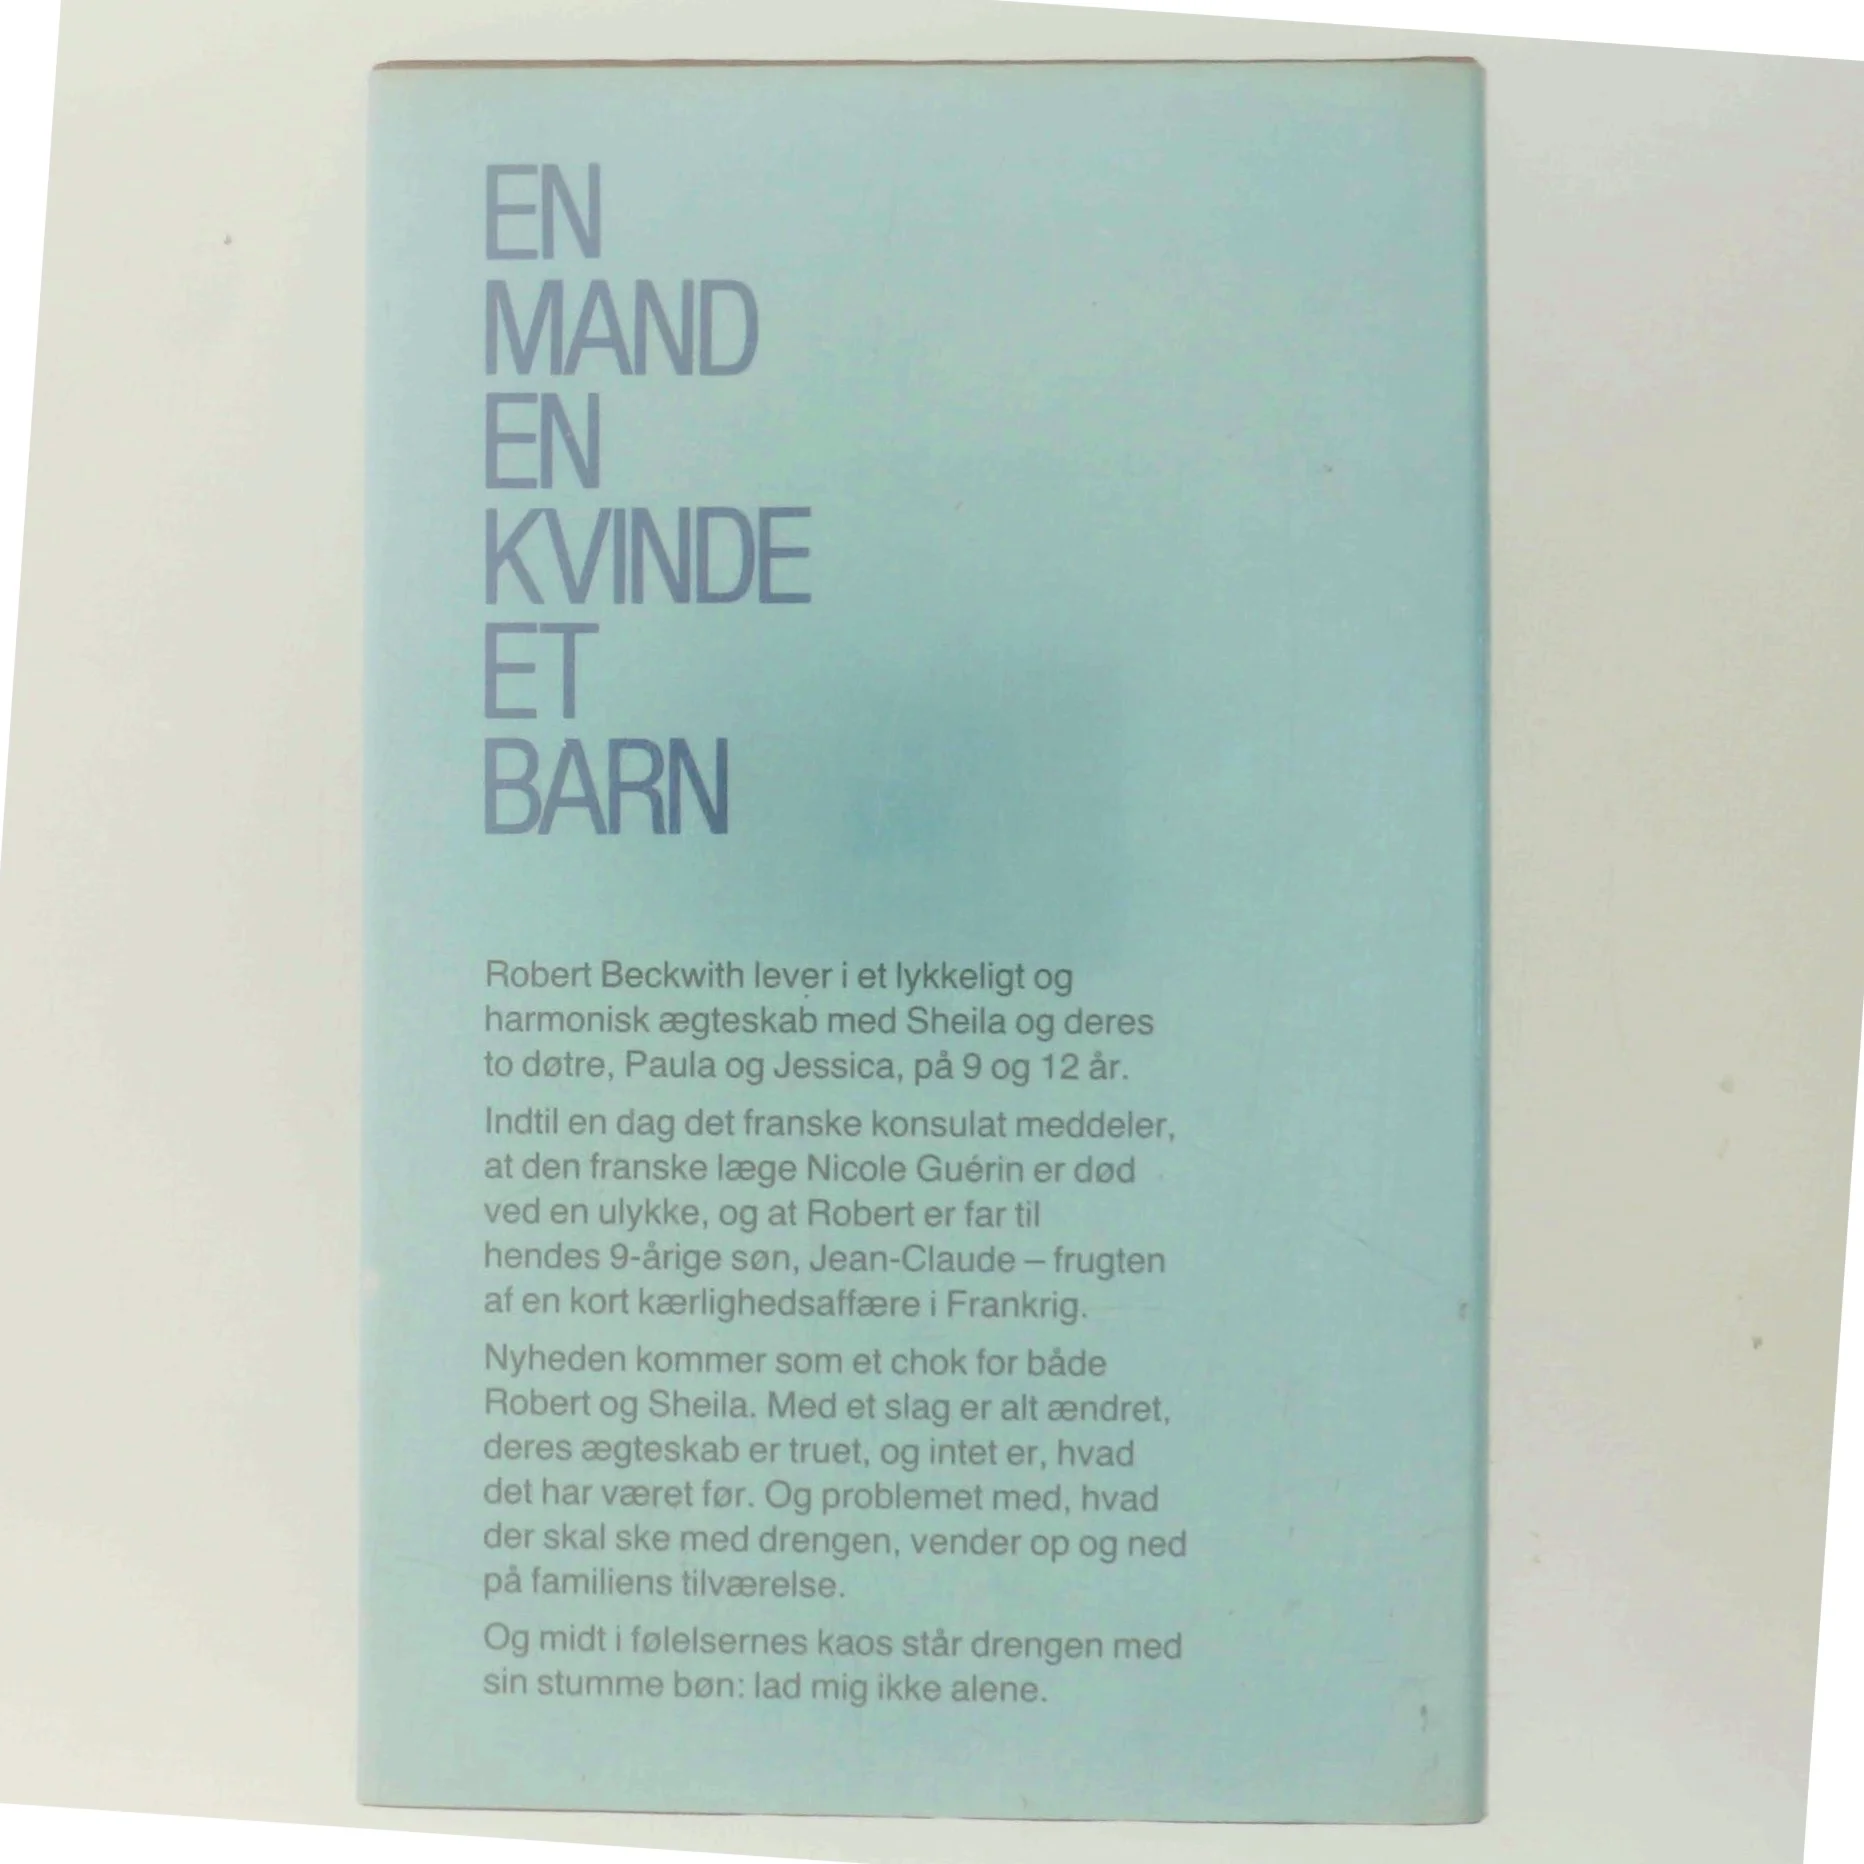 EN
MAND
EN
KVINDE
ET
BARN
Robert Beckwith lever i et lykkeligt og
harmonisk ægteskab med Sheila og deres
to døtre, Paula og Jessica, på 9 og 12 år.
Indtil en dag det franske konsulat meddeler,
at den franske læge Nicole Guérin er død
ved en ulykke, og at Robert er far til
hendes 9-årige søn, Jean-Claude – frugten
af en kort kærlighedsaffære i Frankrig.
Nyheden kommer som et chok for både
Robert og Sheila. Med et slag er alt ændret,
deres ægteskab er truet, og intet er, hvad
det har været før. Og problemet med, hvad
der skal ske med drengen, vender op og ned
på familiens tilværelse.
Og midt i følelsernes kaos står drengen med
sin stumme bøn: lad mig ikke alene.